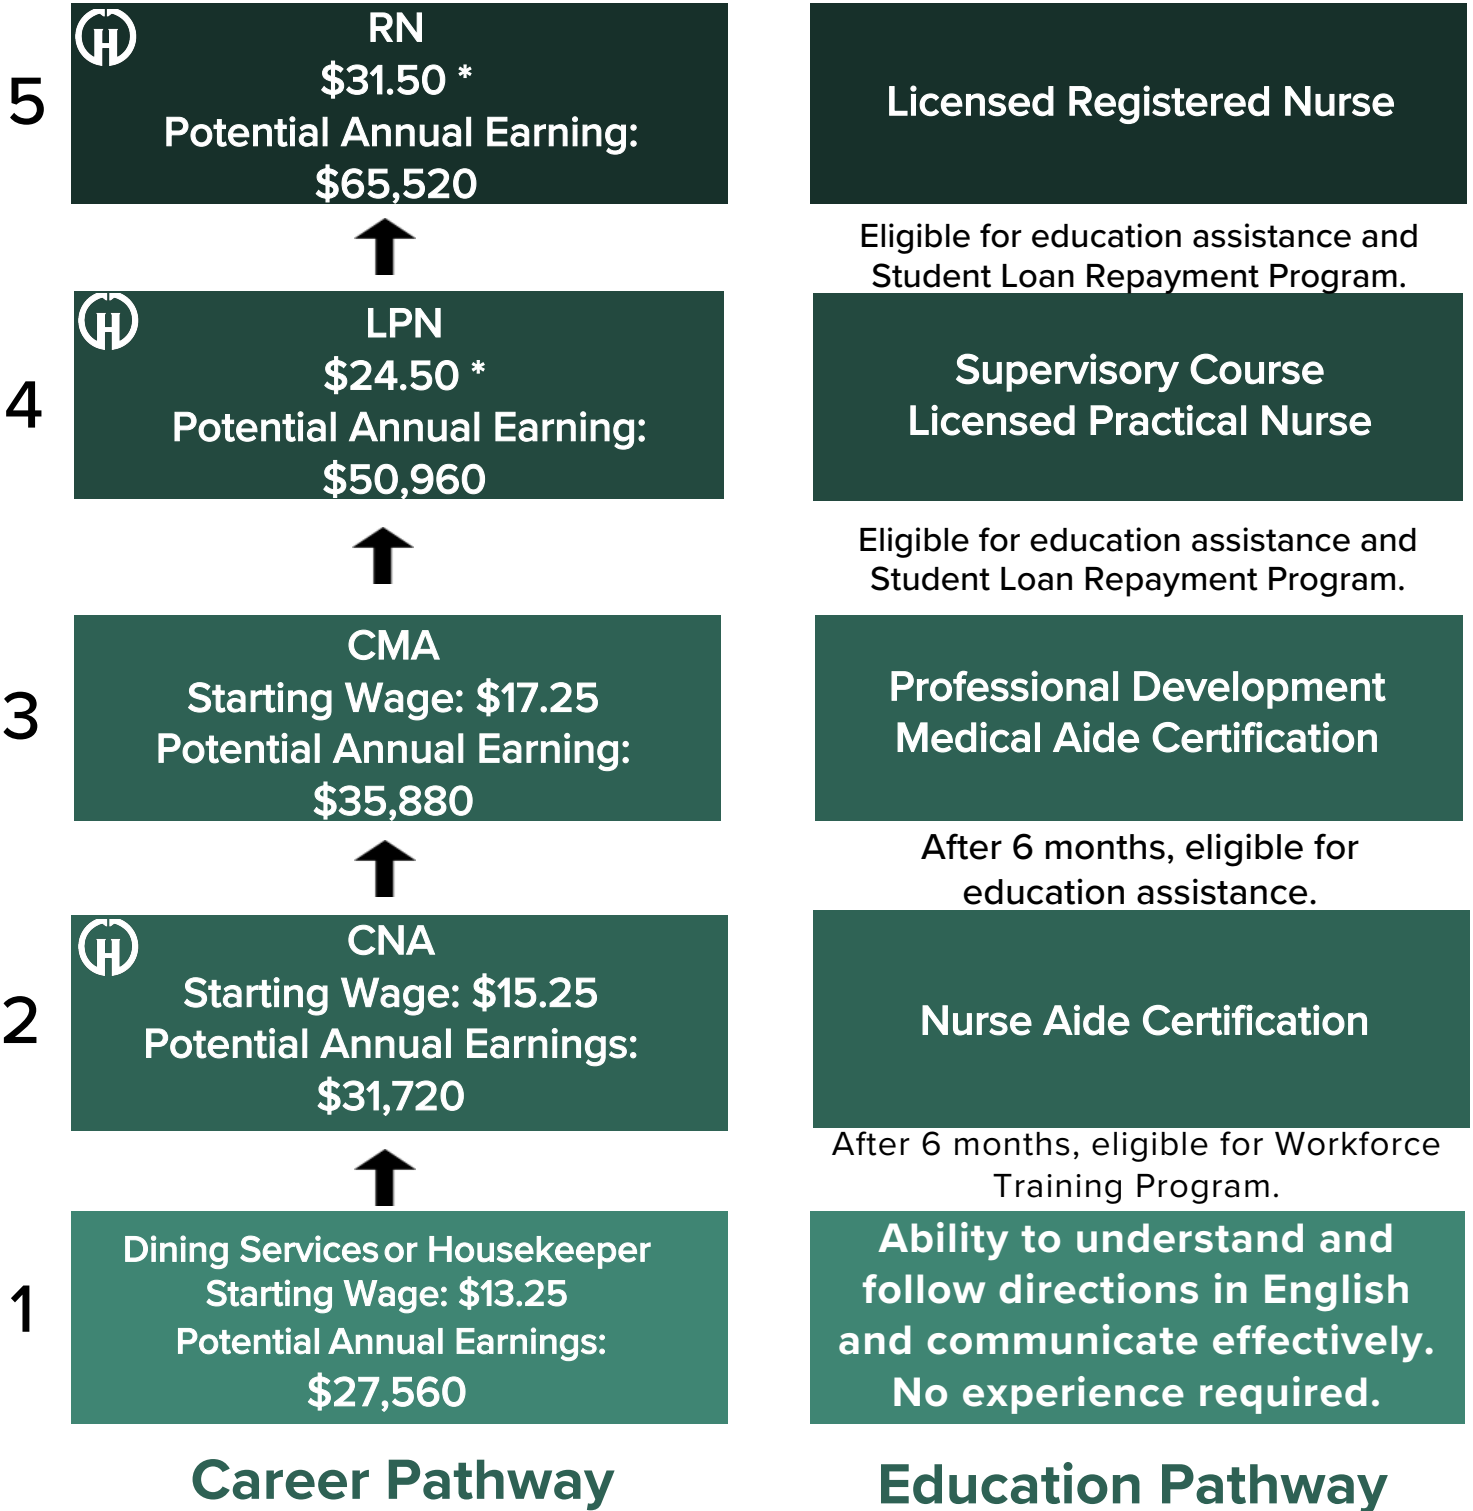 5
RN
$31.50 *
Potential Annual Earning:
$65,520
Licensed Registered Nurse
Eligible for education assistance and
Student Loan Repayment Program.
4
LPN
$24.50 *
Potential Annual Earning:
$50,960
Supervisory Course
Licensed Practical Nurse
Eligible for education assistance and
Student Loan Repayment Program.
3
CMA
Starting Wage: $17.25
Potential Annual Earning:
$35,880
Professional Development
Medical Aide Certification
After 6 months, eligible for
education assistance.
2
CNA
Starting Wage: $15.25
Potential Annual Earnings:
$31,720
Nurse Aide Certification
After 6 months, eligible for Workforce
Training Program.
1
Dining Services or Housekeeper
Starting Wage: $13.25
Potential Annual Earnings:
$27,560
Ability to understand and
follow directions in English
and communicate effectively.
No experience required.
Career Pathway
Education Pathway